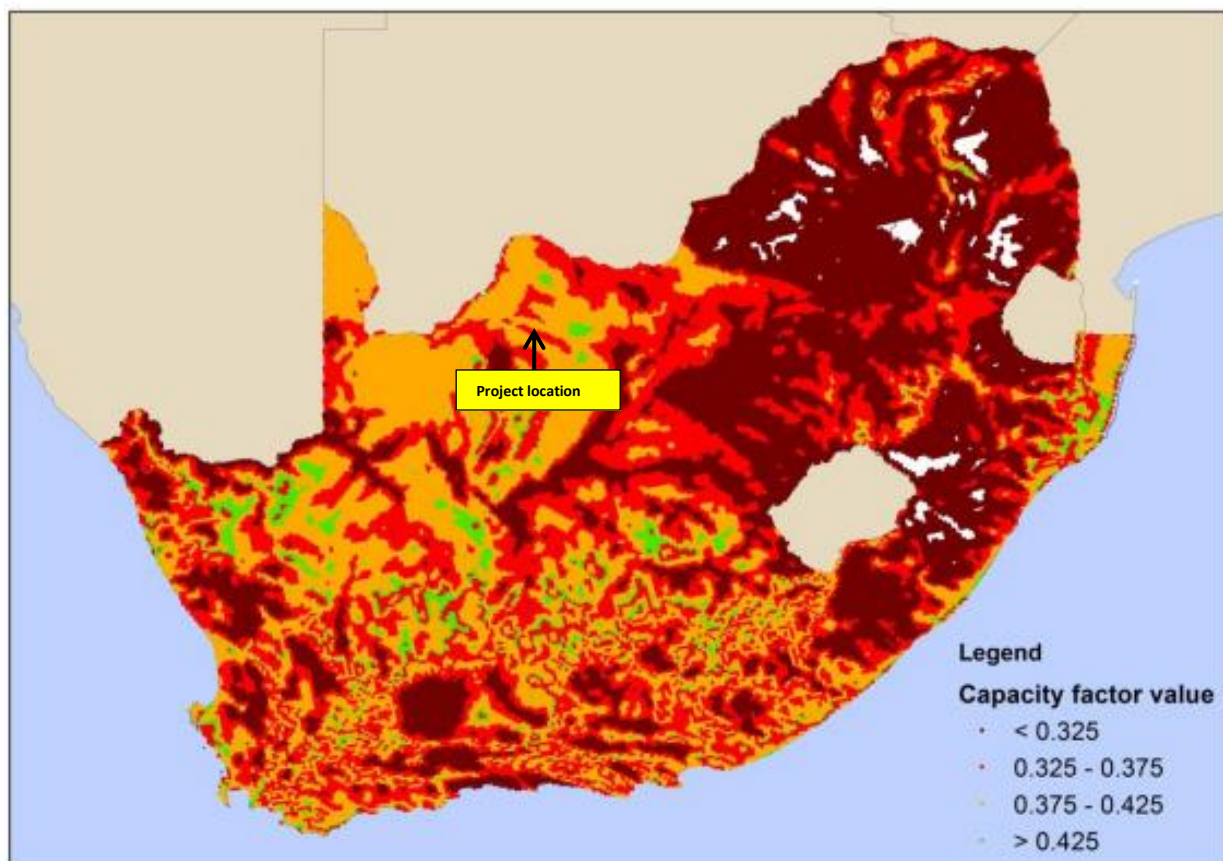 Project location
Legend
Capacity factor value
< 0.325
0.325 - 0.375
0.375 - 0.425
> 0.425